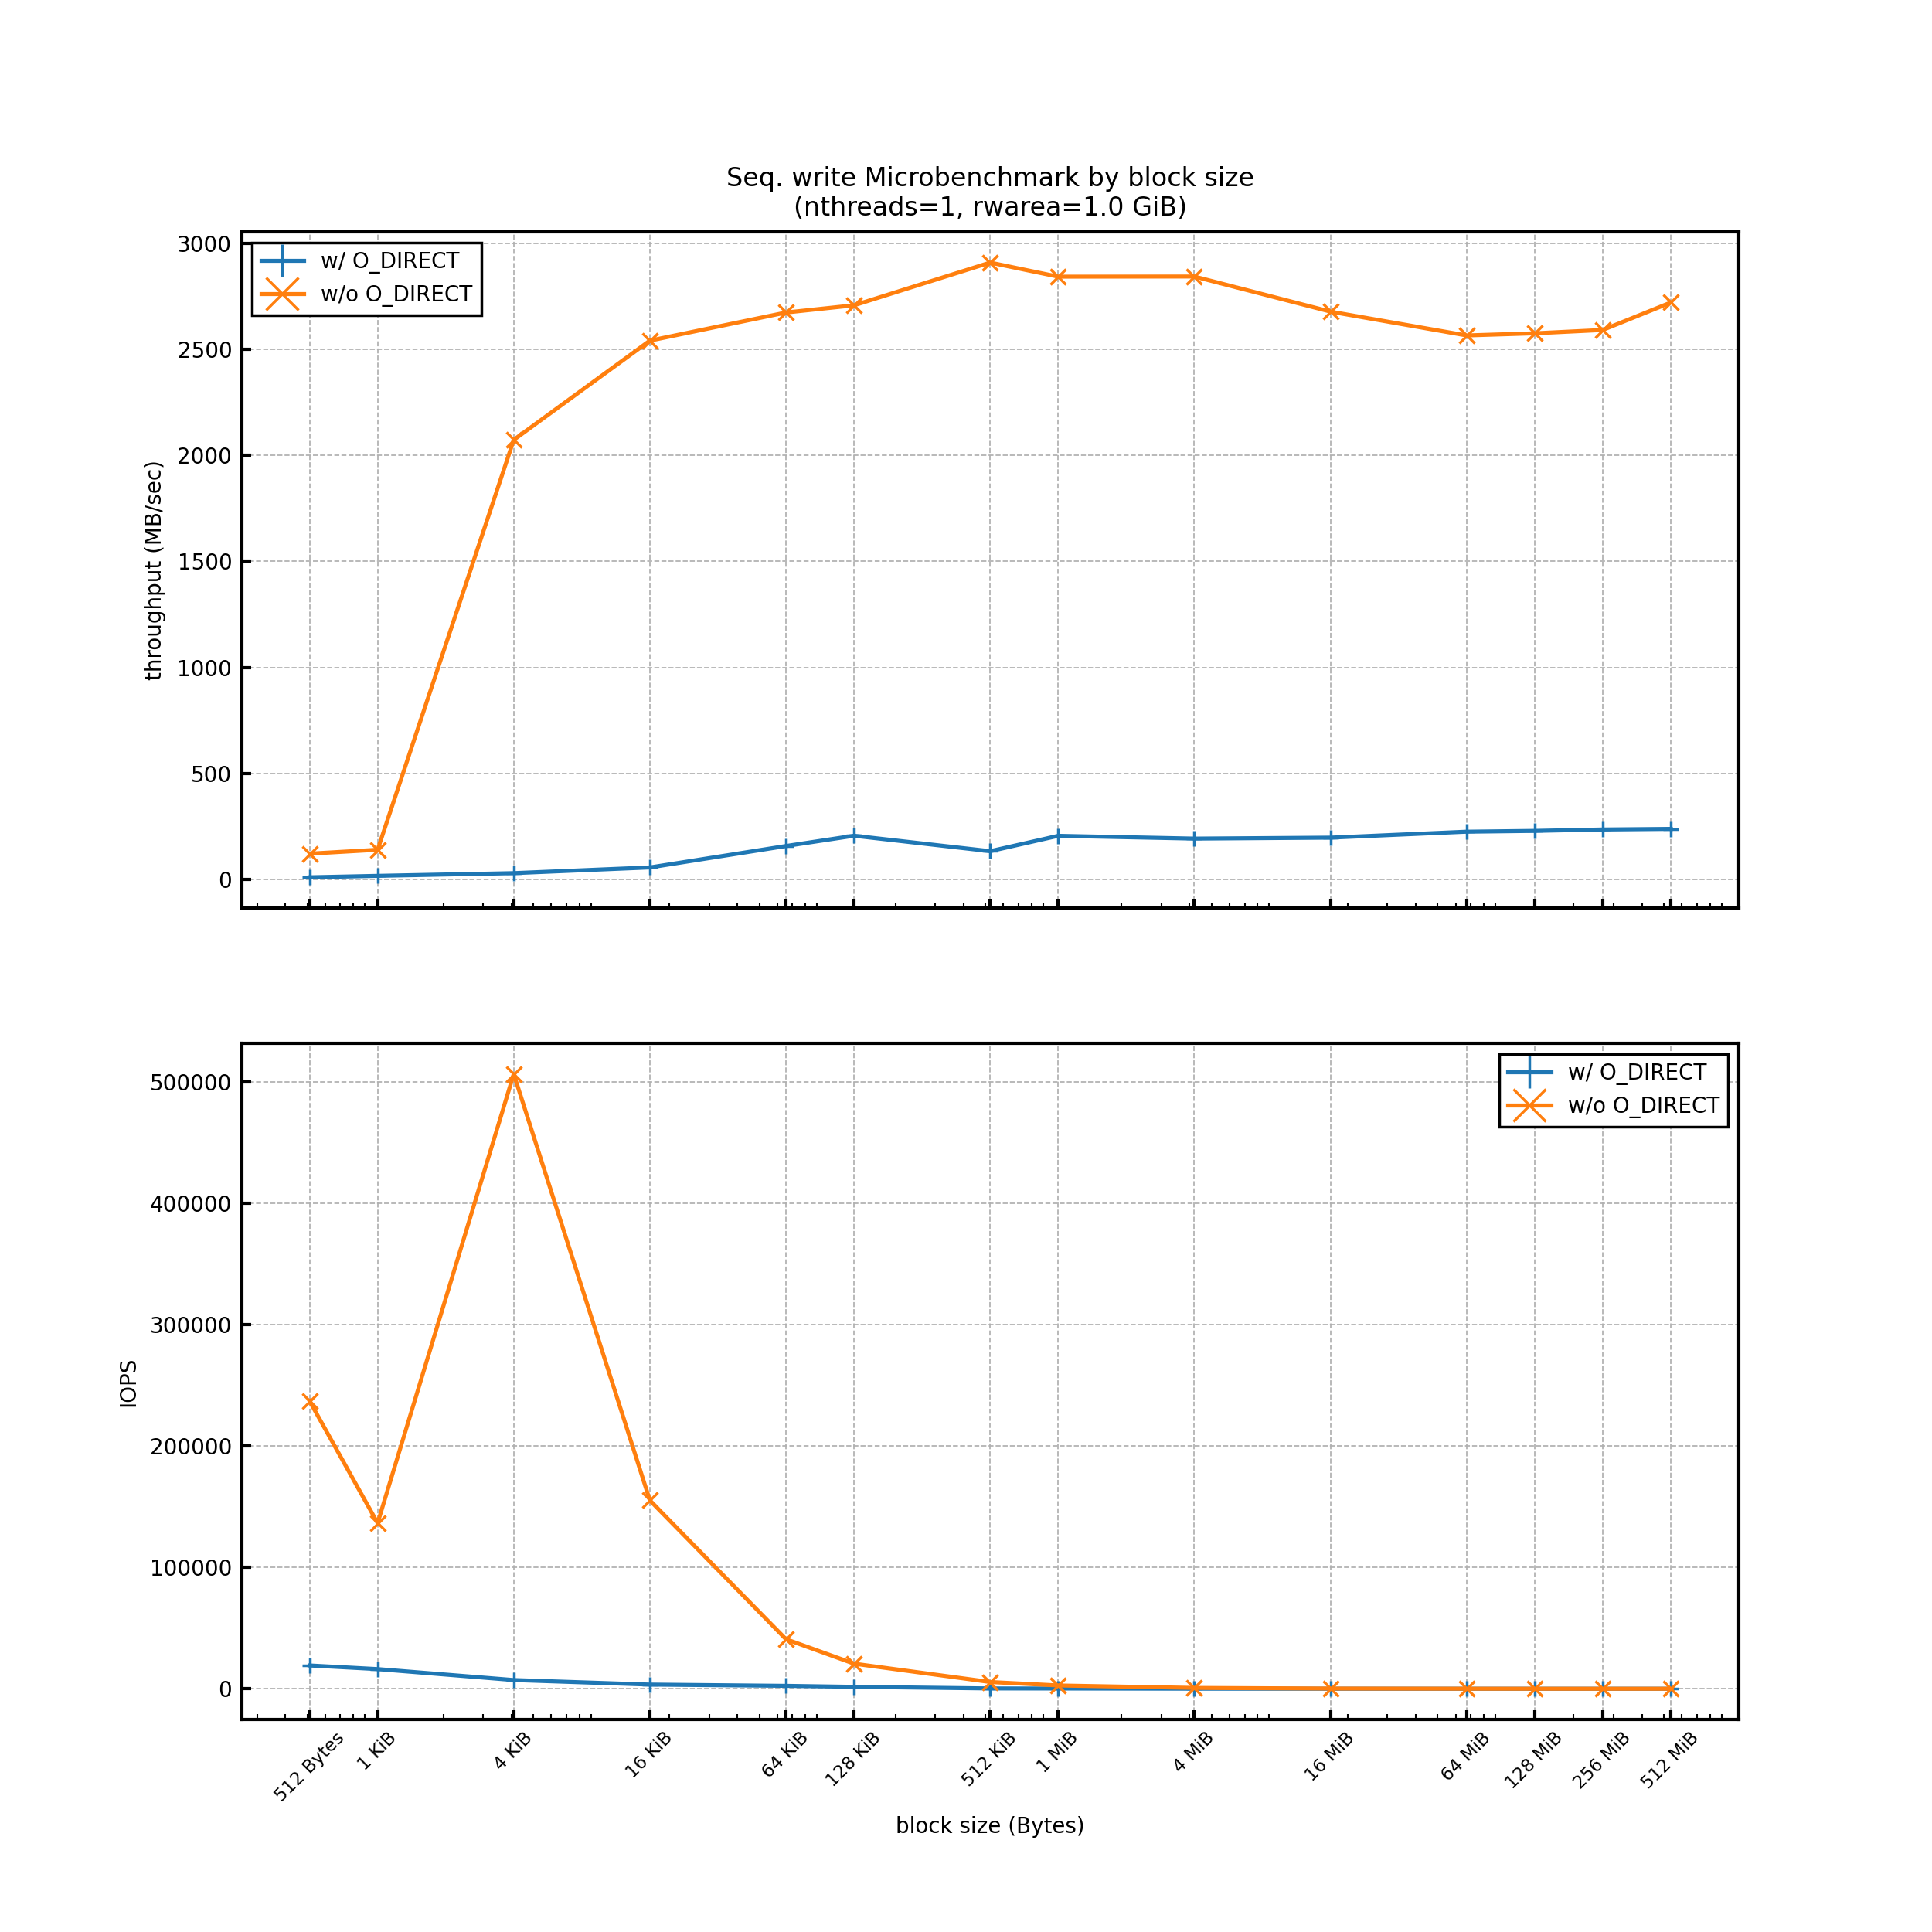 Seq. write Microbenchmark by block size
(nthreads=1, rwarea=1.0 GiB)
w/ O_DIRECT
w/o O_DIRECT
3000
2500
2000
1500
1000
500
0
throughput (MB/sec)
w/ O_DIRECT
w/o O_DIRECT
500000
400000
300000
200000
100000
0
IOPS
512 Bytes
1 KiB
4 KiB
16 KiB
64 KiB
128 KiB
512 KiB
1 MiB
4 MiB
16 MiB
64 MiB
128 MiB
256 MiB
512 MiB
block size (Bytes)